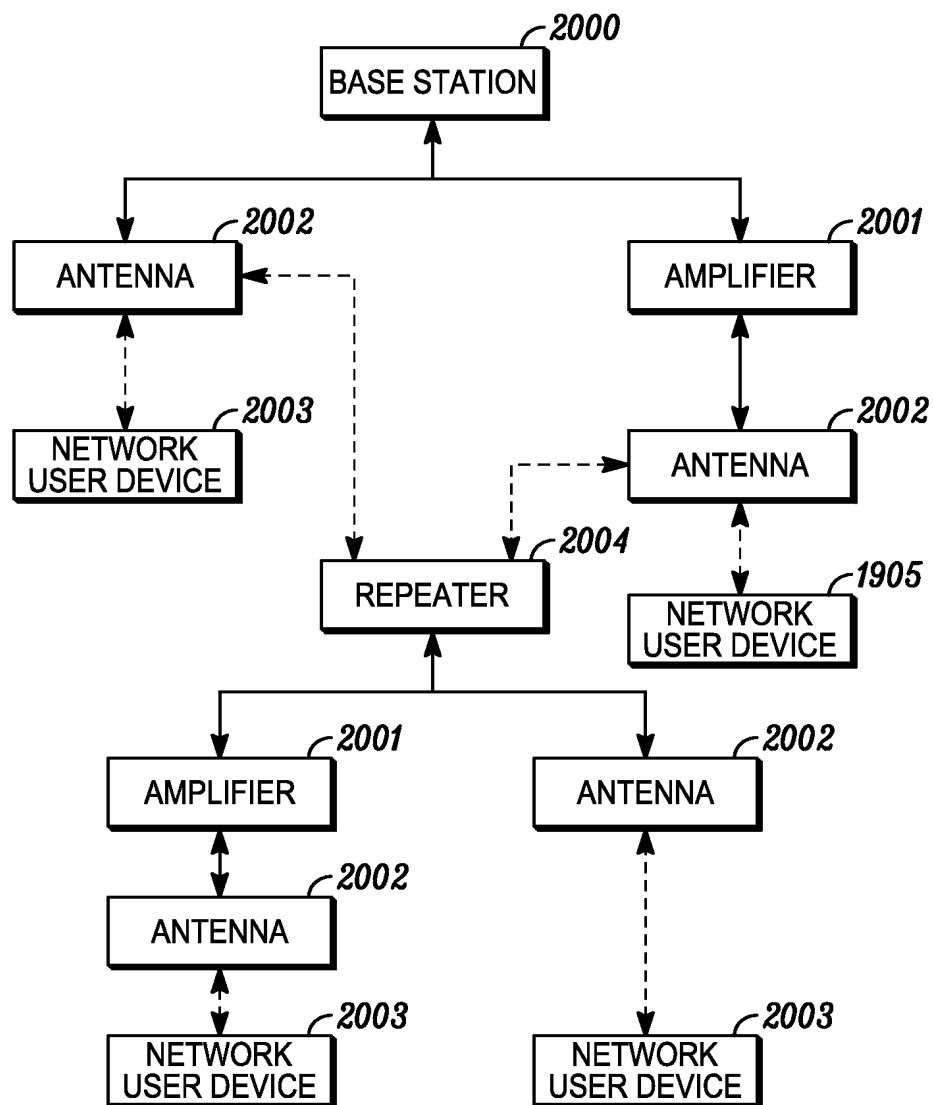 2000
BASE STATION
2002
ANTENNA
2001
AMPLIFIER
2003
NETWORK
USER DEVICE
2002
ANTENNA
2004
REPEATER
1905
NETWORK
USER DEVICE
2001
AMPLIFIER
2002
ANTENNA
2002
ANTENNA
2003
NETWORK
USER DEVICE
2003
NETWORK
USER DEVICE